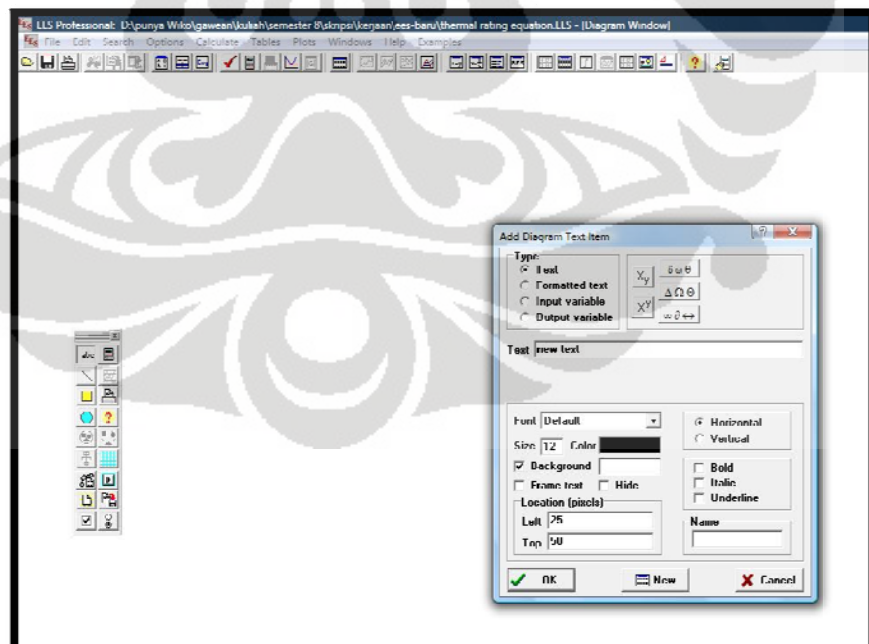 EES Professional: D:\punya Wiko\gawean\kuliah\semester 8\skripsi\kerjaan\ees-baru\thermal rating equation.EES - [Diagram Window]
File Edit Search Options Calculate Tables Plots Windows Help Examples
Add Diagram Text Item
Type
Text
Formatted text
Input variable
Output variable
Text new text
Font Default
Size 12 Color
Background
Frame text Hide
Location (pixels)
Left 25
Top 50
Horizontal
Vertical
Bold
Italic
Underline
Name
OK New Cancel
abc